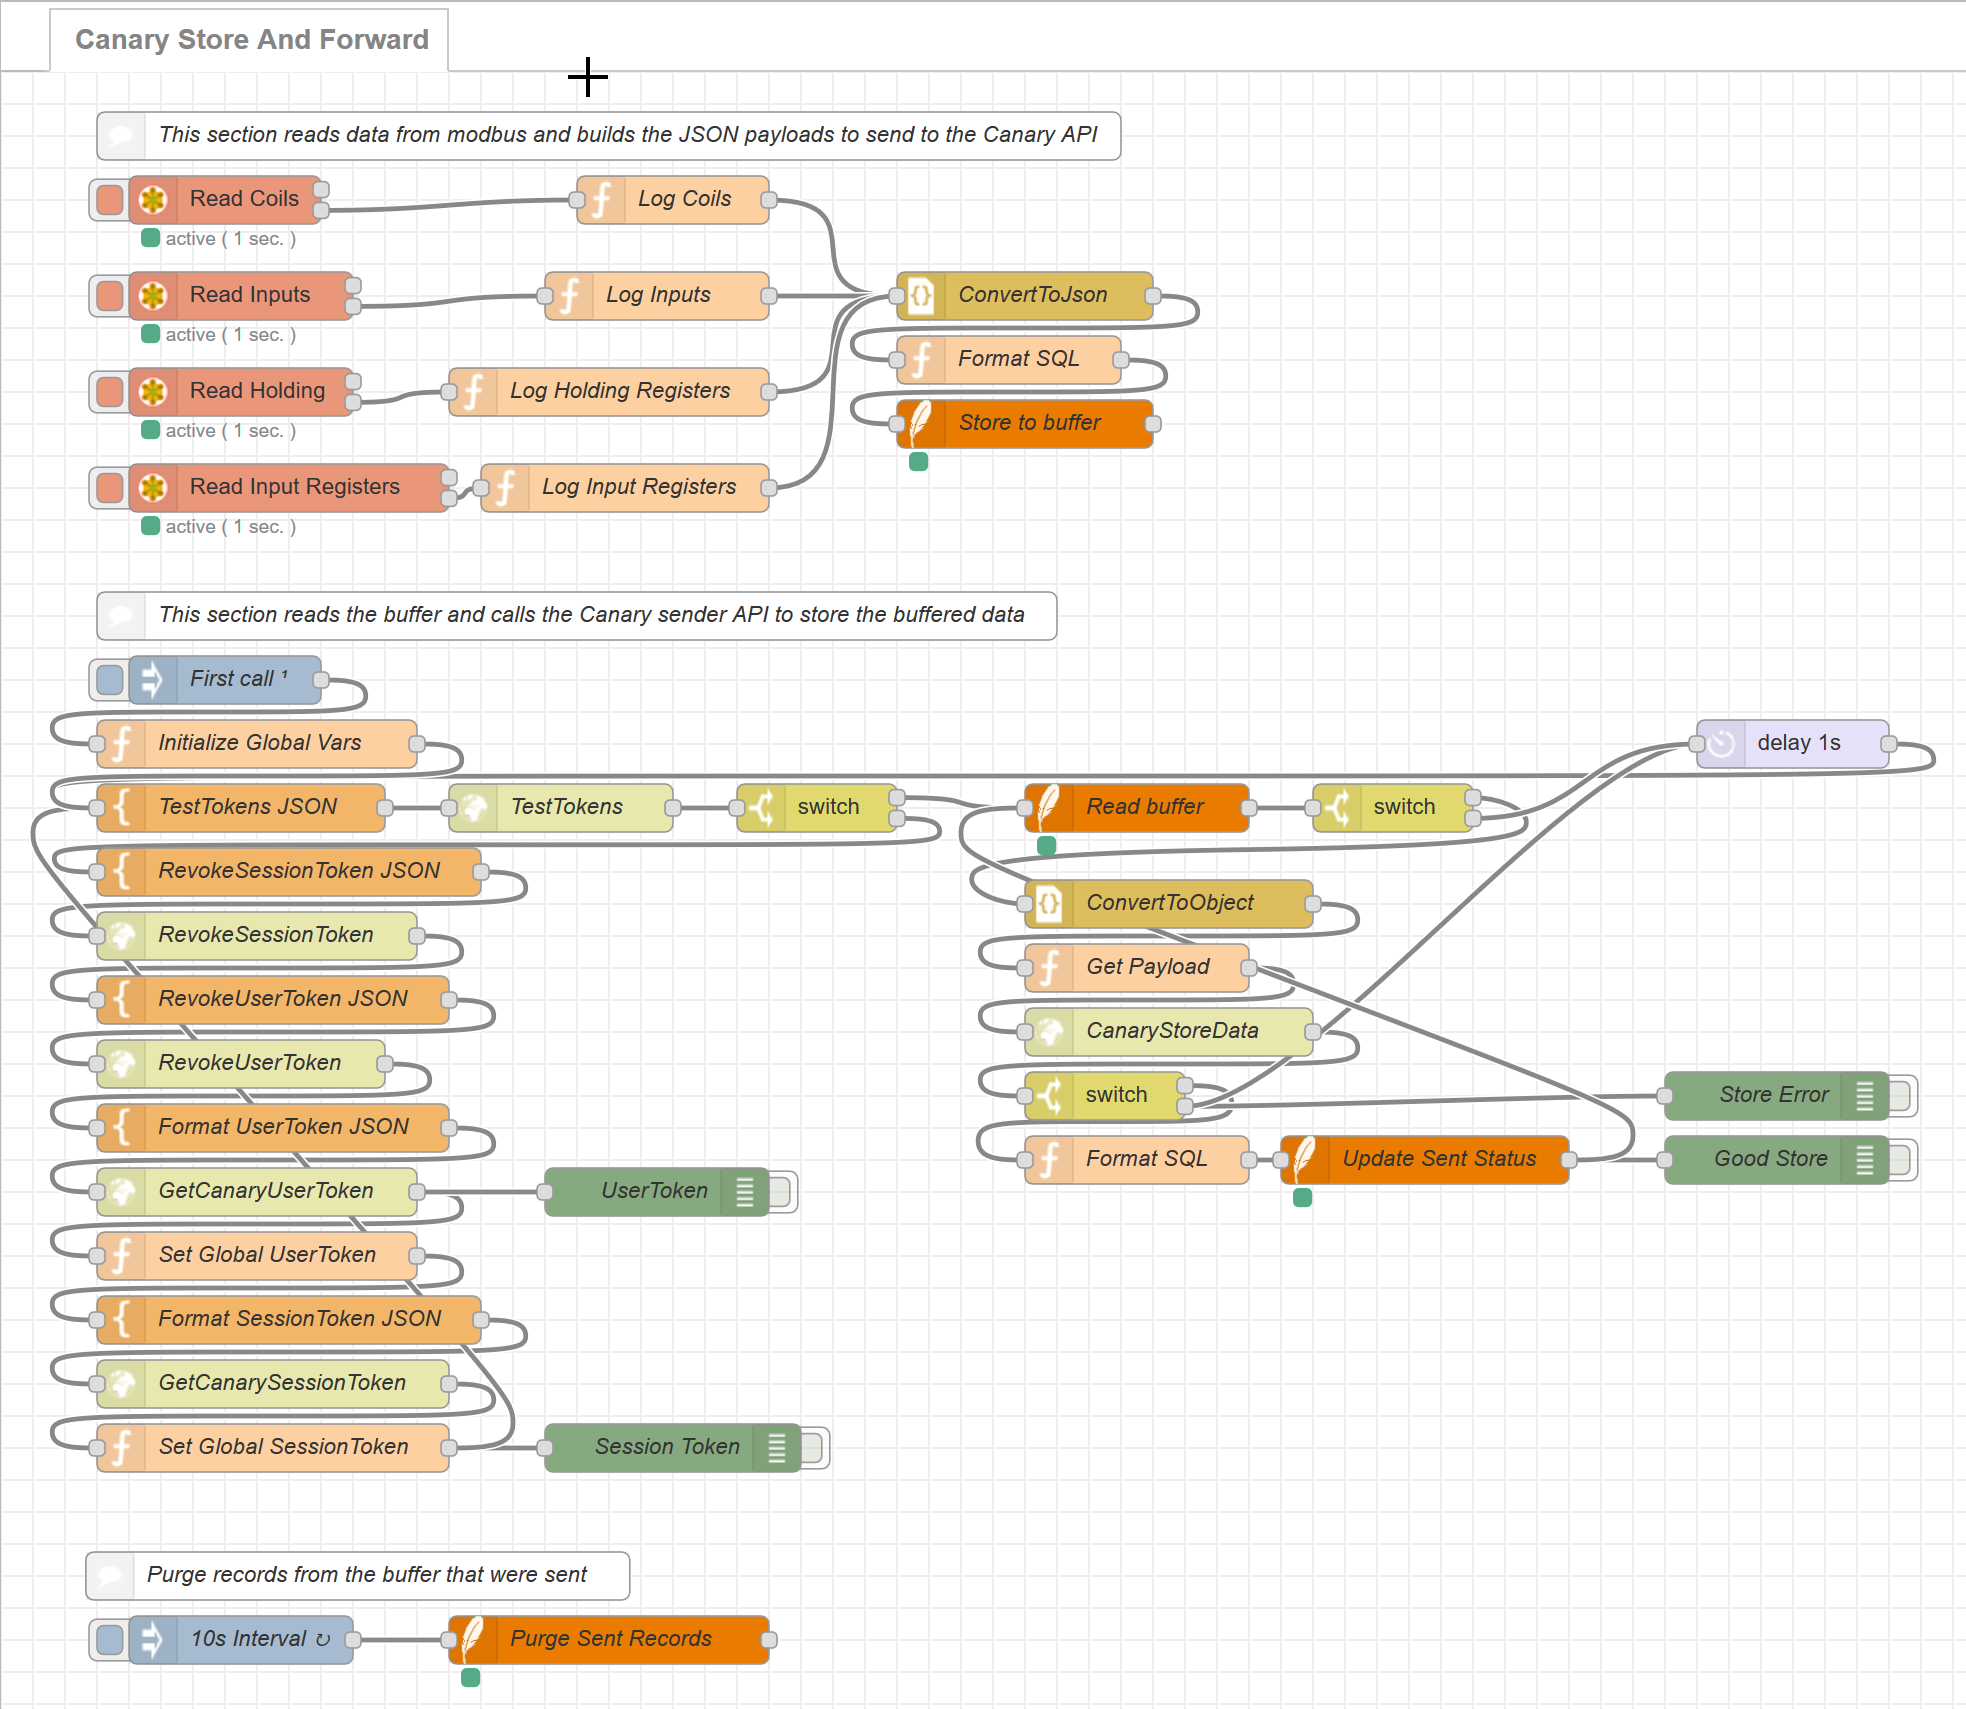 Canary Store And Forward
This section reads data from modbus and builds the JSON payloads to send to the Canary API
Read Coils
Log Coils
active ( 1 sec. )
Read Inputs
Log Inputs
ConvertToJson
active ( 1 sec. )
Format SQL
Read Holding
Log Holding Registers
Store to buffer
active ( 1 sec. )
Read Input Registers
Log Input Registers
active ( 1 sec. )
This section reads the buffer and calls the Canary sender API to store the buffered data
First call ¹
Initialize Global Vars
delay 1s
TestTokens JSON
TestTokens
switch
Read buffer
switch
RevokeSessionToken JSON
ConvertToObject
RevokeSessionToken
Get Payload
RevokeUserToken JSON
CanaryStoreData
RevokeUserToken
switch
Store Error
Format UserToken JSON
Format SQL
Update Sent Status
Good Store
GetCanaryUserToken
UserToken
Set Global UserToken
Format SessionToken JSON
GetCanarySessionToken
Set Global SessionToken
Session Token
Purge records from the buffer that were sent
10s Interval ↻
Purge Sent Records